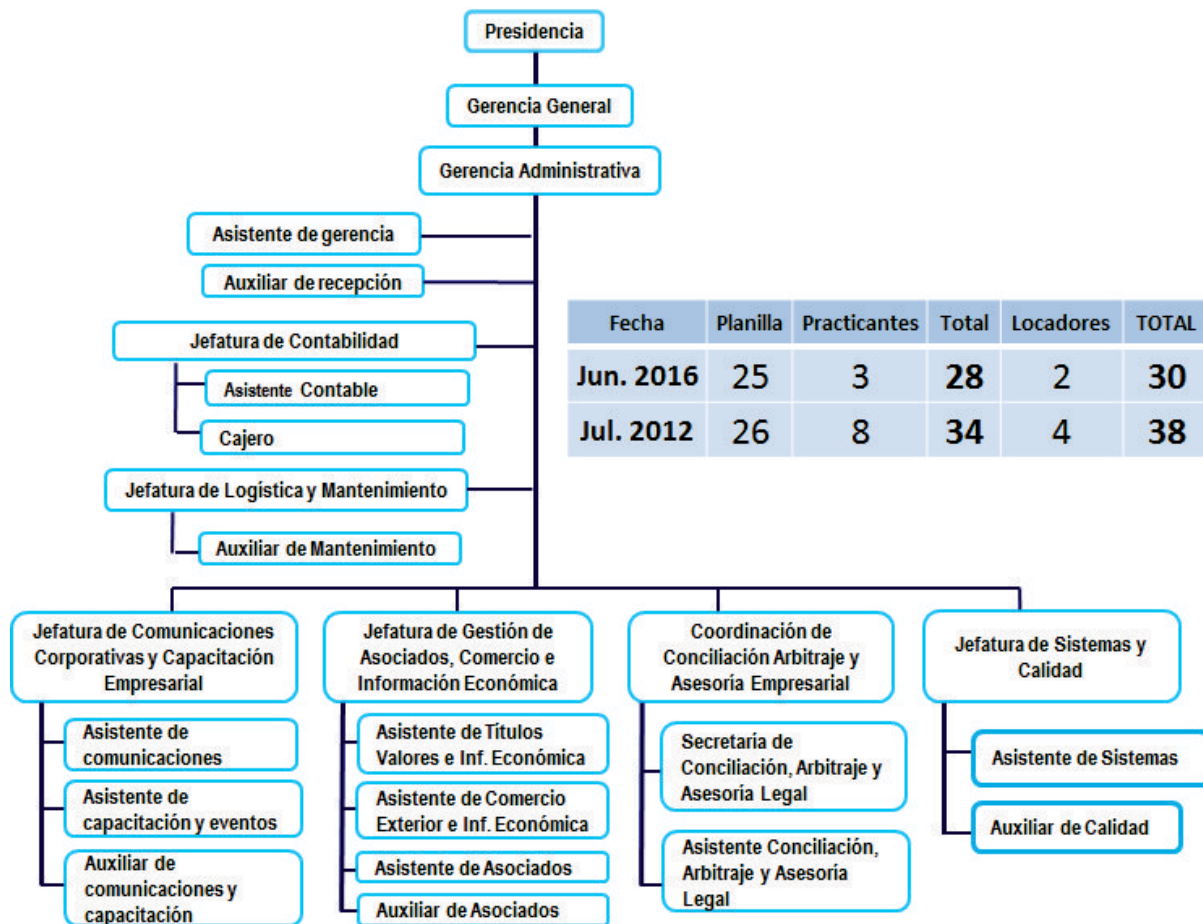 Presidencia
Gerencia General
Gerencia Administrativa
Asistente de gerencia
Auxiliar de recepción
Jefatura de Contabilidad
Asistente Contable
Cajero
Jefatura de Logística y Mantenimiento
Auxiliar de Mantenimiento
Fecha Planilla Practicantes Total Locadores TOTAL
Jun. 2016 25 3 28 2 30
Jul. 2012 26 8 34 4 38
Jefatura de Comunicaciones
Corporativas y Capacitación
Empresarial
Asistente de
comunicaciones
Asistente de
capacitación y eventos
Auxiliar de
comunicaciones y
capacitación
Jefatura de Gestión de
Asociados, Comercio e
Información Económica
Asistente de Títulos
Valores e Inf. Económica
Asistente de Comercio
Exterior e Inf. Económica
Asistente de Asociados
Auxiliar de Asociados
Coordinación de
Conciliación Arbitraje y
Asesoría Empresarial
Secretaría de
Conciliación, Arbitraje y
Asesoría Legal
Asistente Conciliación,
Arbitraje y Asesoría
Legal
Jefatura de Sistemas y
Calidad
Asistente de Sistemas
Auxiliar de Calidad